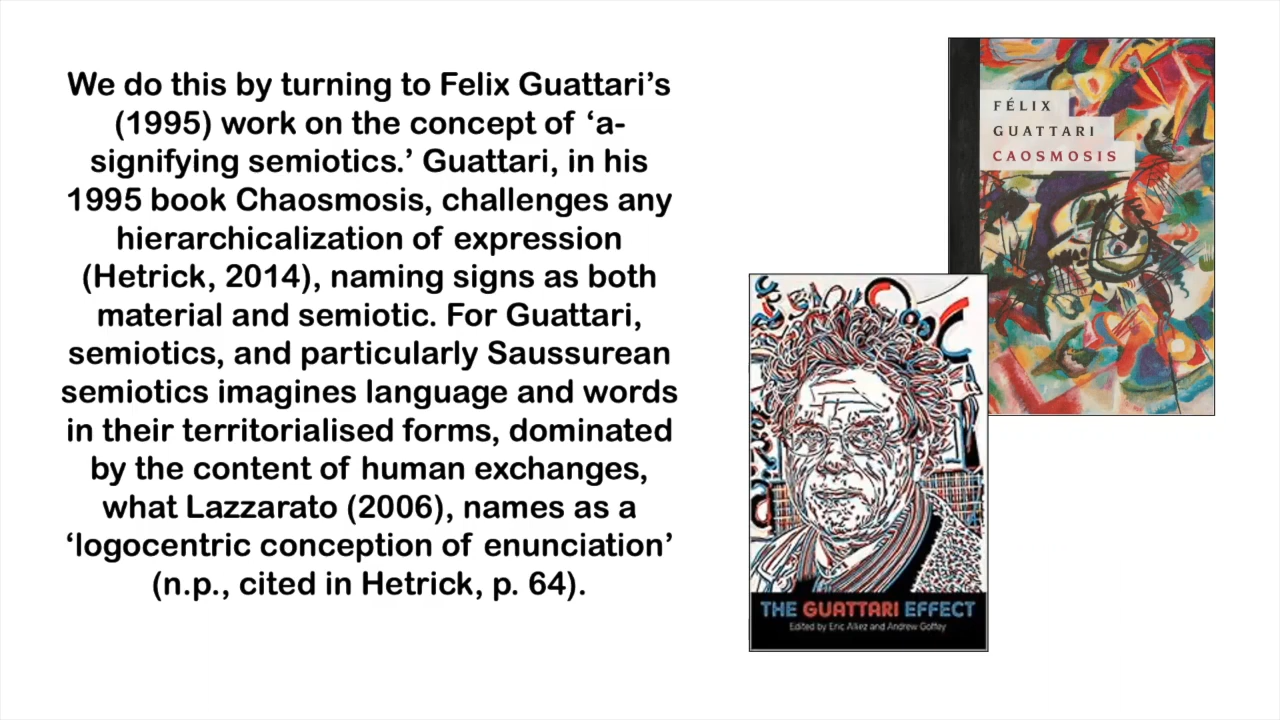 We do this by turning to Felix Guattari’s
(1995) work on the concept of ‘a-
signifying semiotics.’ Guattari, in his
1995 book Chaosmosis, challenges any
hierarchicalization of expression
(Hetrick, 2014), naming signs as both
material and semiotic. For Guattari,
semiotics, and particularly Saussurean
semiotics imagines language and words
in their territorialised forms, dominated
by the content of human exchanges,
what Lazzarato (2006), names as a
‘logocentric conception of enunciation’
(n.p., cited in Hetrick, p. 64).
FÉLIX
GUATTARI
CAOSMOSIS
THE GUATTARI EFFECT
Edited by Eric Alliez and Andrew Goffey